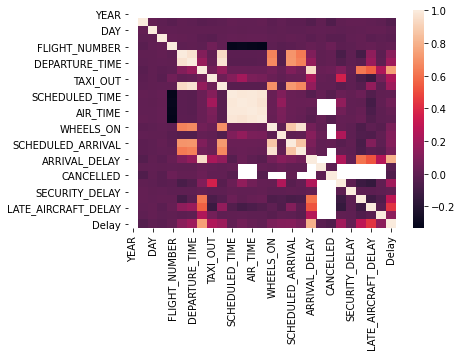 YEAR
DAY
FLIGHT_NUMBER
DEPARTURE_TIME
TAXI_OUT
SCHEDULED_TIME
AIR_TIME
WHEELS_ON
SCHEDULED_ARRIVAL
ARRIVAL_DELAY
CANCELLED
SECURITY_DELAY
LATE_AIRCRAFT_DELAY
Delay
YEAR
DAY
FLIGHT_NUMBER
DEPARTURE_TIME
TAXI_OUT
SCHEDULED_TIME
AIR_TIME
WHEELS_ON
SCHEDULED_ARRIVAL
ARRIVAL_DELAY
CANCELLED
SECURITY_DELAY
LATE_AIRCRAFT_DELAY
Delay
1.0
0.8
0.6
0.4
0.2
0.0
−0.2